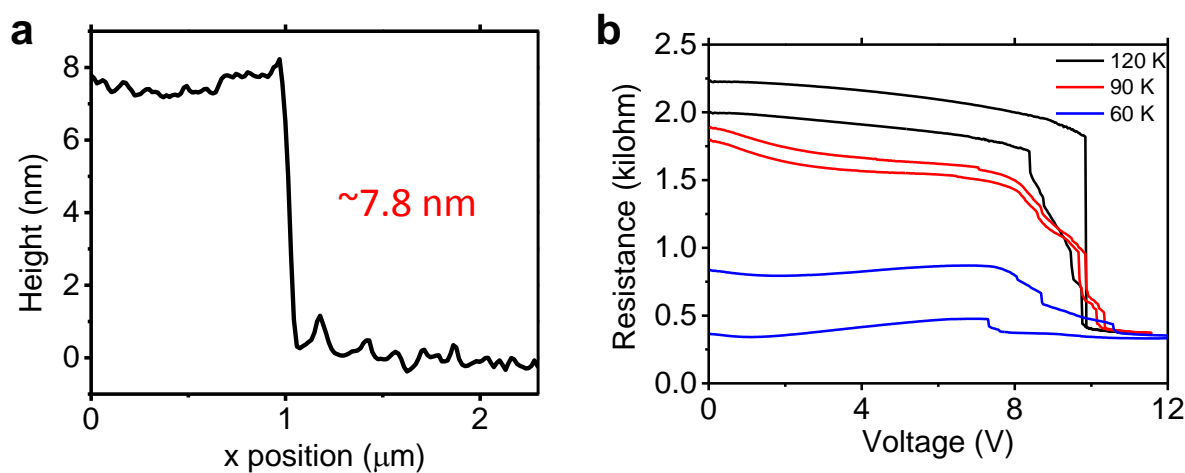 a
8
6
4
2
0
Height (nm)
~7.8 nm
0
1
2
x position (μm)
b
2.5
2.0
1.5
1.0
0.5
0.0
Resistance (kilohm)
120 K
90 K
60 K
0
4
8
12
Voltage (V)